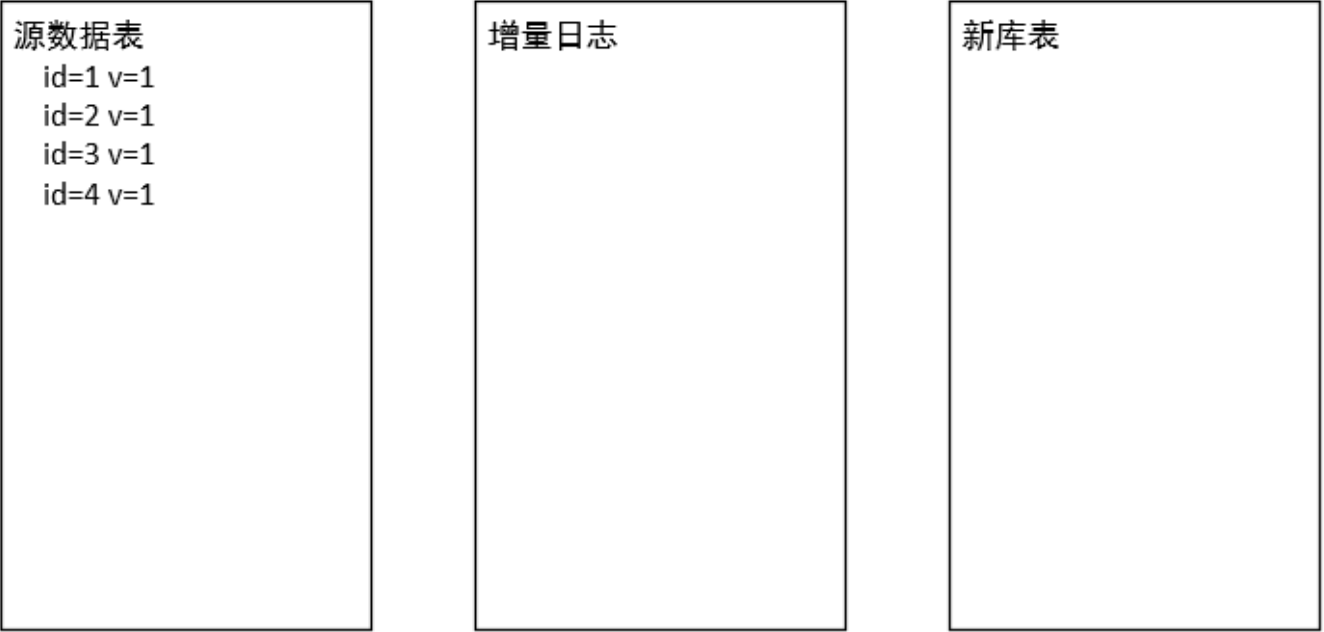 源数据表
id=1 v=1
id=2 v=1
id=3 v=1
id=4 v=1
增量日志
新库表